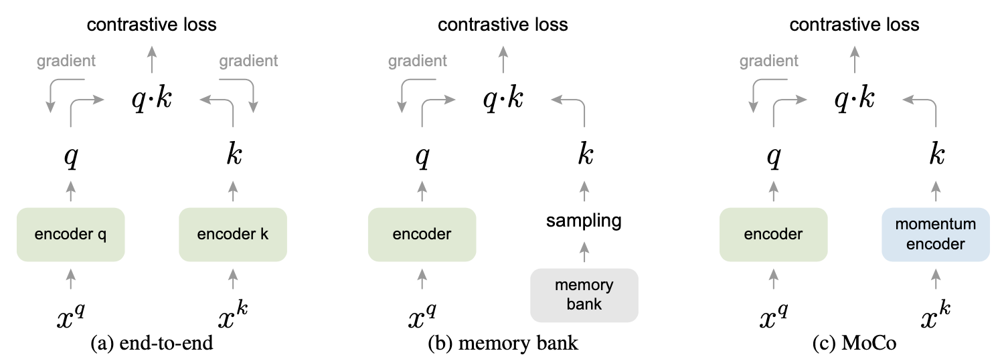 contrastive loss
gradient
gradient
q·k
q
k
encoder q
encoder k
x^q
x^k
(a) end-to-end
contrastive loss
gradient
q·k
q
k
encoder
sampling
memory
bank
x^q
(b) memory bank
contrastive loss
gradient
q·k
q
k
encoder
momentum
encoder
x^q
x^k
(c) MoCo